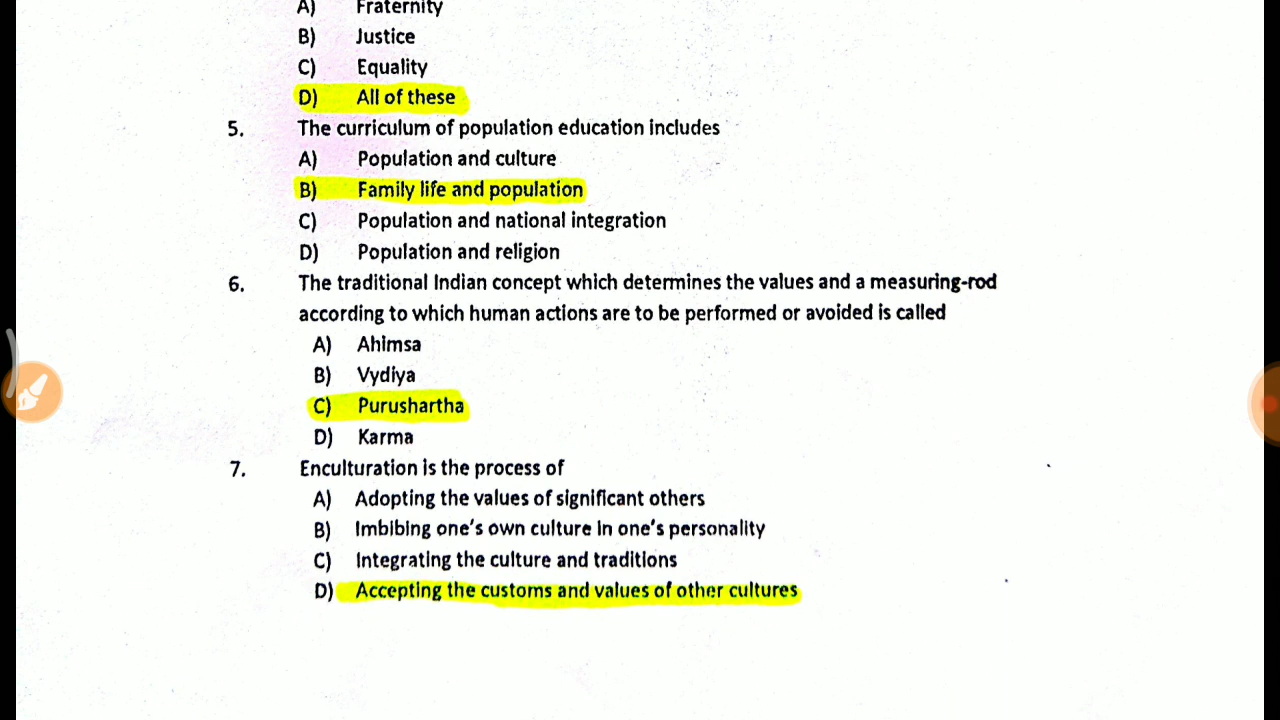 A) Fraternity
B) Justice
C) Equality
D) All of these
5. The curriculum of population education includes
A) Population and culture
B) Family life and population
C) Population and national integration
D) Population and religion
6. The traditional Indian concept which determines the values and a measuring-rod
according to which human actions are to be performed or avoided is called
A) Ahimsa
B) Vydiya
C) Purushartha
D) Karma
7. Enculturation is the process of
A) Adopting the values of significant others
B) Imbibing one's own culture in one's personality
C) Integrating the culture and traditions
D) Accepting the customs and values of other cultures